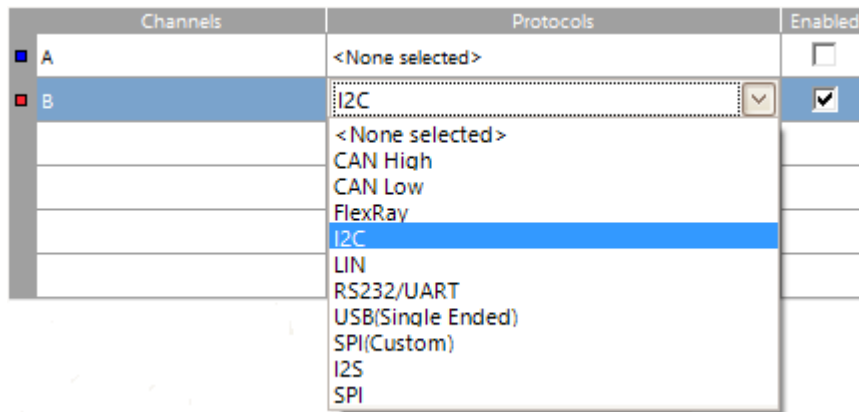 Channels Protocols Enabled
A <None selected>
B I2C
<None selected>
CAN High
CAN Low
FlexRay
I2C
LIN
RS232/UART
USB(Single Ended)
SPI(Custom)
I2S
SPI